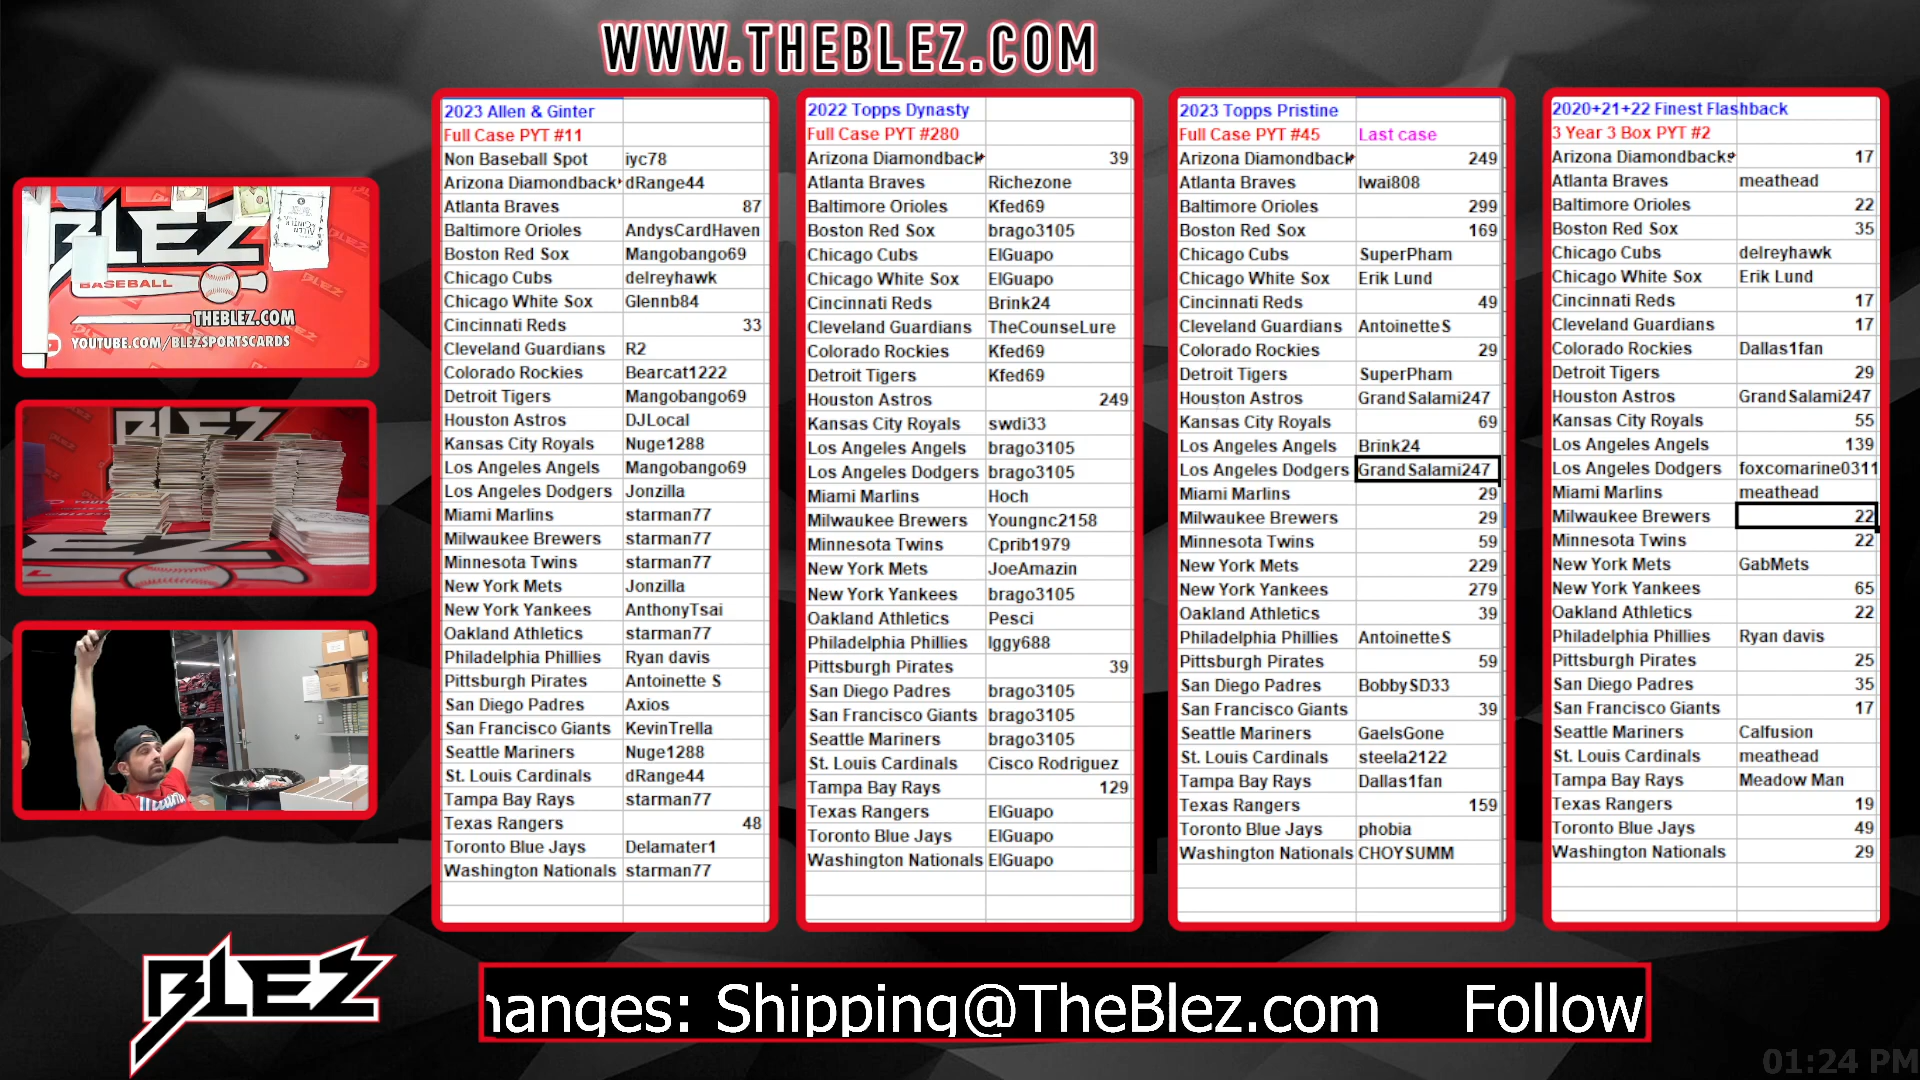 WWW.THEBLEZ.COM
BLEZ
BASEBALL
THEBLEZ.COM
YOUTUBE.COM/BLEZSPORTSCARDS
BLEZ
2023 Allen & Ginter
Full Case PYT #11
Non Baseball Spot iyc78
Arizona Diamondback dRange44
Atlanta Braves 87
Baltimore Orioles AndysCardHaven
Boston Red Sox Mangobango69
Chicago Cubs delreyhawk
Chicago White Sox Glennb84
Cincinnati Reds 33
Cleveland Guardians R2
Colorado Rockies Bearcat1222
Detroit Tigers Mangobango69
Houston Astros DJLocal
Kansas City Royals Nuge1288
Los Angeles Angels Mangobango69
Los Angeles Dodgers Jonzilla
Miami Marlins starman77
Milwaukee Brewers starman77
Minnesota Twins starman77
New York Mets Jonzilla
New York Yankees AnthonyTsai
Oakland Athletics starman77
Philadelphia Phillies Ryan davis
Pittsburgh Pirates Antoinette S
San Diego Padres Axios
San Francisco Giants KevinTrella
Seattle Mariners Nuge1288
St. Louis Cardinals dRange44
Tampa Bay Rays starman77
Texas Rangers 48
Toronto Blue Jays Delamater1
Washington Nationals starman77
2022 Topps Dynasty
Full Case PYT #280
Arizona Diamondback 39
Atlanta Braves Richezone
Baltimore Orioles Kfed69
Boston Red Sox brago3105
Chicago Cubs ElGuapo
Chicago White Sox ElGuapo
Cincinnati Reds Brink24
Cleveland Guardians TheCounseLure
Colorado Rockies Kfed69
Detroit Tigers Kfed69
Houston Astros 249
Kansas City Royals swdi33
Los Angeles Angels brago3105
Los Angeles Dodgers brago3105
Miami Marlins Hoch
Milwaukee Brewers Youngnc2158
Minnesota Twins Cprib1979
New York Mets JoeAmazin
New York Yankees brago3105
Oakland Athletics Pesci
Philadelphia Phillies Iggy688
Pittsburgh Pirates 39
San Diego Padres brago3105
San Francisco Giants brago3105
Seattle Mariners brago3105
St. Louis Cardinals Cisco Rodriguez
Tampa Bay Rays 129
Texas Rangers ElGuapo
Toronto Blue Jays ElGuapo
Washington Nationals ElGuapo
2023 Topps Pristine
Full Case PYT #45 Last case
Arizona Diamondback 249
Atlanta Braves Iwai808
Baltimore Orioles 299
Boston Red Sox 169
Chicago Cubs SuperPham
Chicago White Sox Erik Lund
Cincinnati Reds 49
Cleveland Guardians AntoinetteS
Colorado Rockies 29
Detroit Tigers SuperPham
Houston Astros GrandSalami247
Kansas City Royals 69
Los Angeles Angels Brink24
Los Angeles Dodgers GrandSalami247
Miami Marlins 29
Milwaukee Brewers 29
Minnesota Twins 59
New York Mets 229
New York Yankees 279
Oakland Athletics 39
Philadelphia Phillies AntoinetteS
Pittsburgh Pirates 59
San Diego Padres BobbySD33
San Francisco Giants 39
Seattle Mariners GaelsGone
St. Louis Cardinals steela2122
Tampa Bay Rays Dallas1fan
Texas Rangers 159
Toronto Blue Jays phobia
Washington Nationals CHOYSUMM
2020+21+22 Finest Flashback
3 Year 3 Box PYT #2
Arizona Diamondbacks 17
Atlanta Braves meathead
Baltimore Orioles 22
Boston Red Sox 35
Chicago Cubs delreyhawk
Chicago White Sox Erik Lund
Cincinnati Reds 17
Cleveland Guardians 17
Colorado Rockies Dallas1fan
Detroit Tigers 29
Houston Astros GrandSalami247
Kansas City Royals 55
Los Angeles Angels 139
Los Angeles Dodgers foxcomarine0311
Miami Marlins meathead
Milwaukee Brewers 22
Minnesota Twins 22
New York Mets GabMets
New York Yankees 65
Oakland Athletics 22
Philadelphia Phillies Ryan davis
Pittsburgh Pirates 25
San Diego Padres 35
San Francisco Giants 17
Seattle Mariners Calfusion
St. Louis Cardinals meathead
Tampa Bay Rays Meadow Man
Texas Rangers 19
Toronto Blue Jays 49
Washington Nationals 29
BLEZ
hanges: Shipping@TheBlez.com Follow
01:24 PM